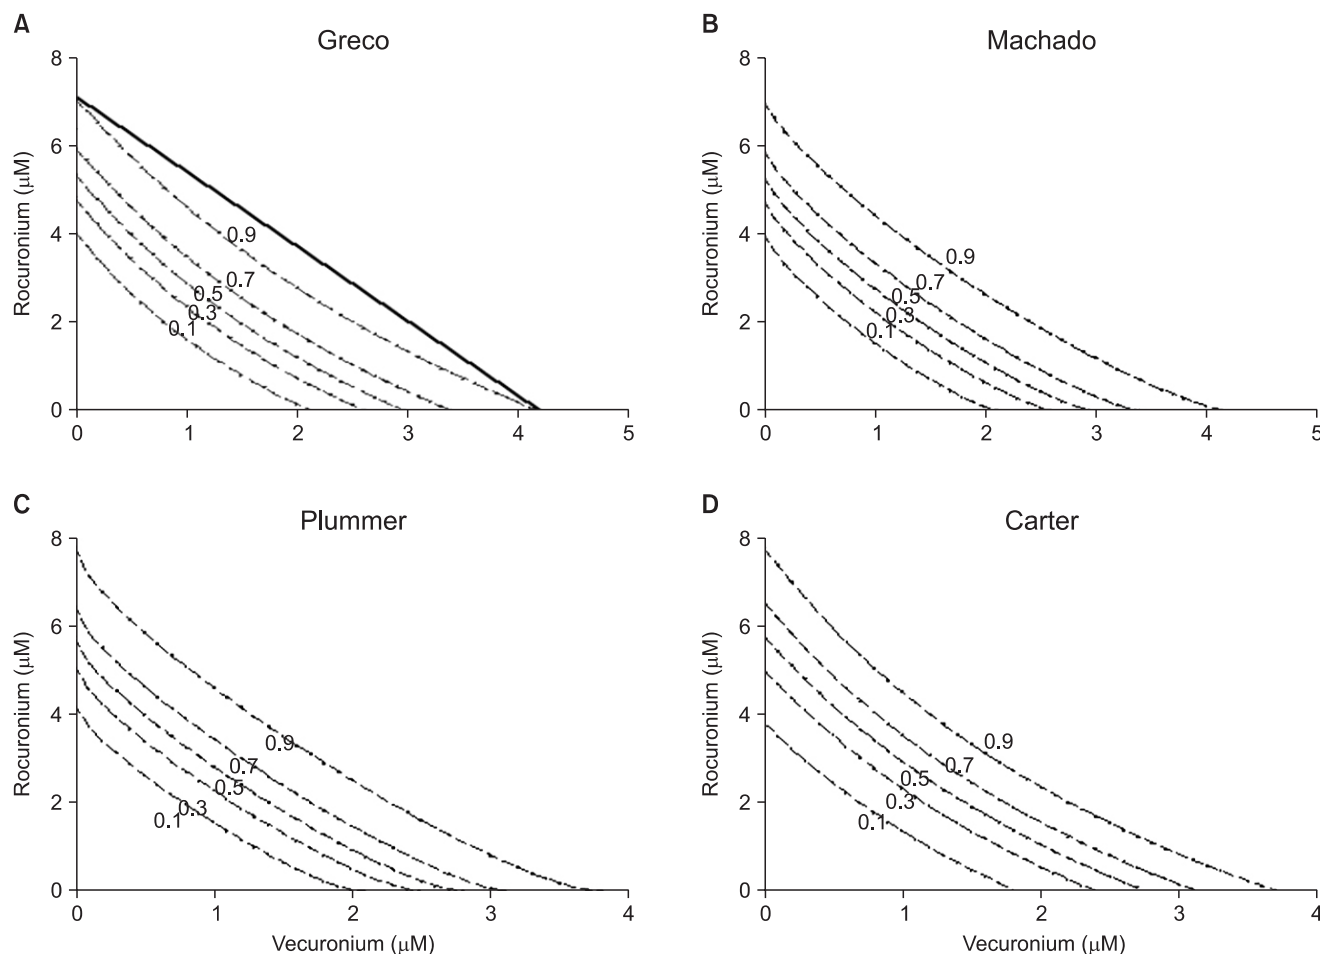 A
Greco
8
6
4
2
0
Rocuronium (μM)
0.9
0.7
0.5
0.3
0.1
0 1 2 3 4 5
B
Machado
8
6
4
2
0
Rocuronium (μM)
0.9
0.7
0.5
0.3
0.1
0 1 2 3 4 5
C
Plummer
8
6
4
2
0
Rocuronium (μM)
0.9
0.7
0.5
0.3
0.1
0 1 2 3 4
Vecuronium (μM)
D
Carter
8
6
4
2
0
Rocuronium (μM)
0.9
0.7
0.5
0.3
0.1
0 1 2 3 4
Vecuronium (μM)